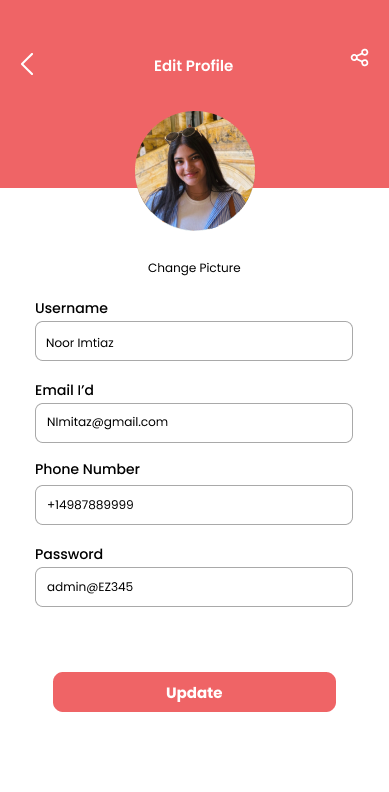 Edit Profile
Change Picture
Username
Noor Imtiaz
Email I'd
NImitaz@gmail.com
Phone Number
+14987889999
Password
admin@EZ345
Update